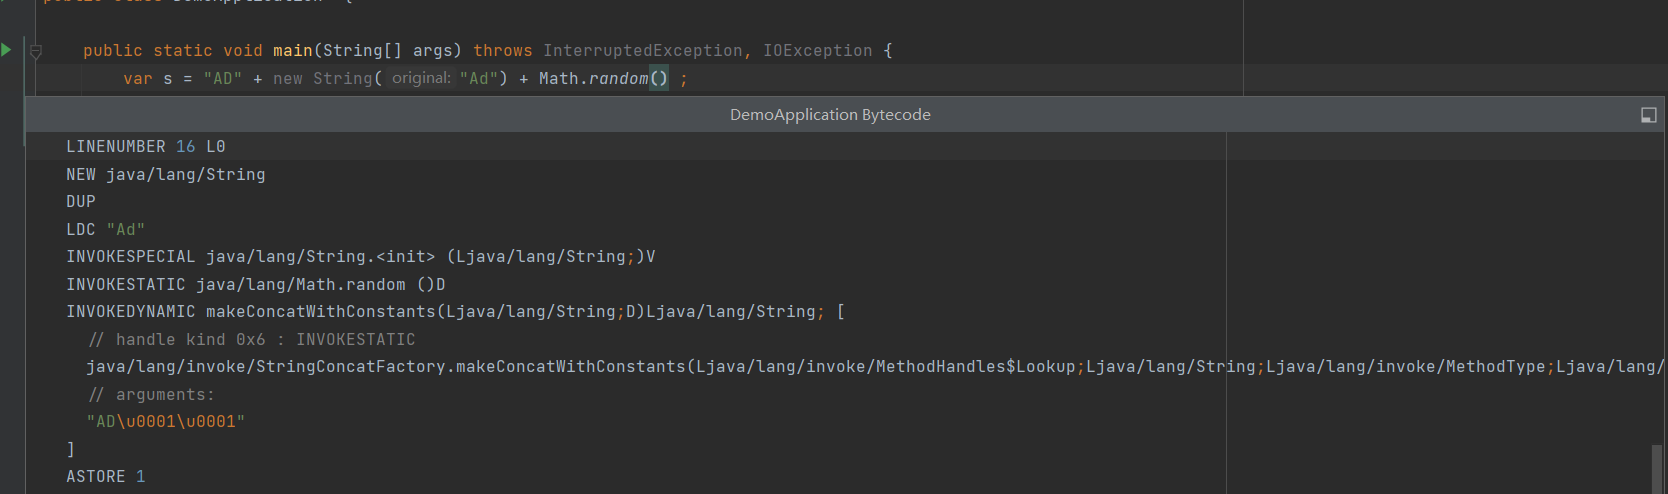 public class DemoApplication {
public static void main(String[] args) throws InterruptedException, IOException {
var s = "AD" + new String( original: "Ad") + Math.random() ;
DemoApplication Bytecode
LINENUMBER 16 L0
NEW java/lang/String
DUP
LDC "Ad"
INVOKESPECIAL java/lang/String.<init> (Ljava/lang/String;)V
INVOKESTATIC java/lang/Math.random ()D
INVOKEDYNAMIC makeConcatWithConstants(Ljava/lang/String;D)Ljava/lang/String; [
// handle kind 0x6 : INVOKESTATIC
java/lang/invoke/StringConcatFactory.makeConcatWithConstants(Ljava/lang/invoke/MethodHandles$Lookup;Ljava/lang/String;Ljava/lang/invoke/MethodType;Ljava/lang/
// arguments:
"AD\u0001\u0001"
]
ASTORE 1